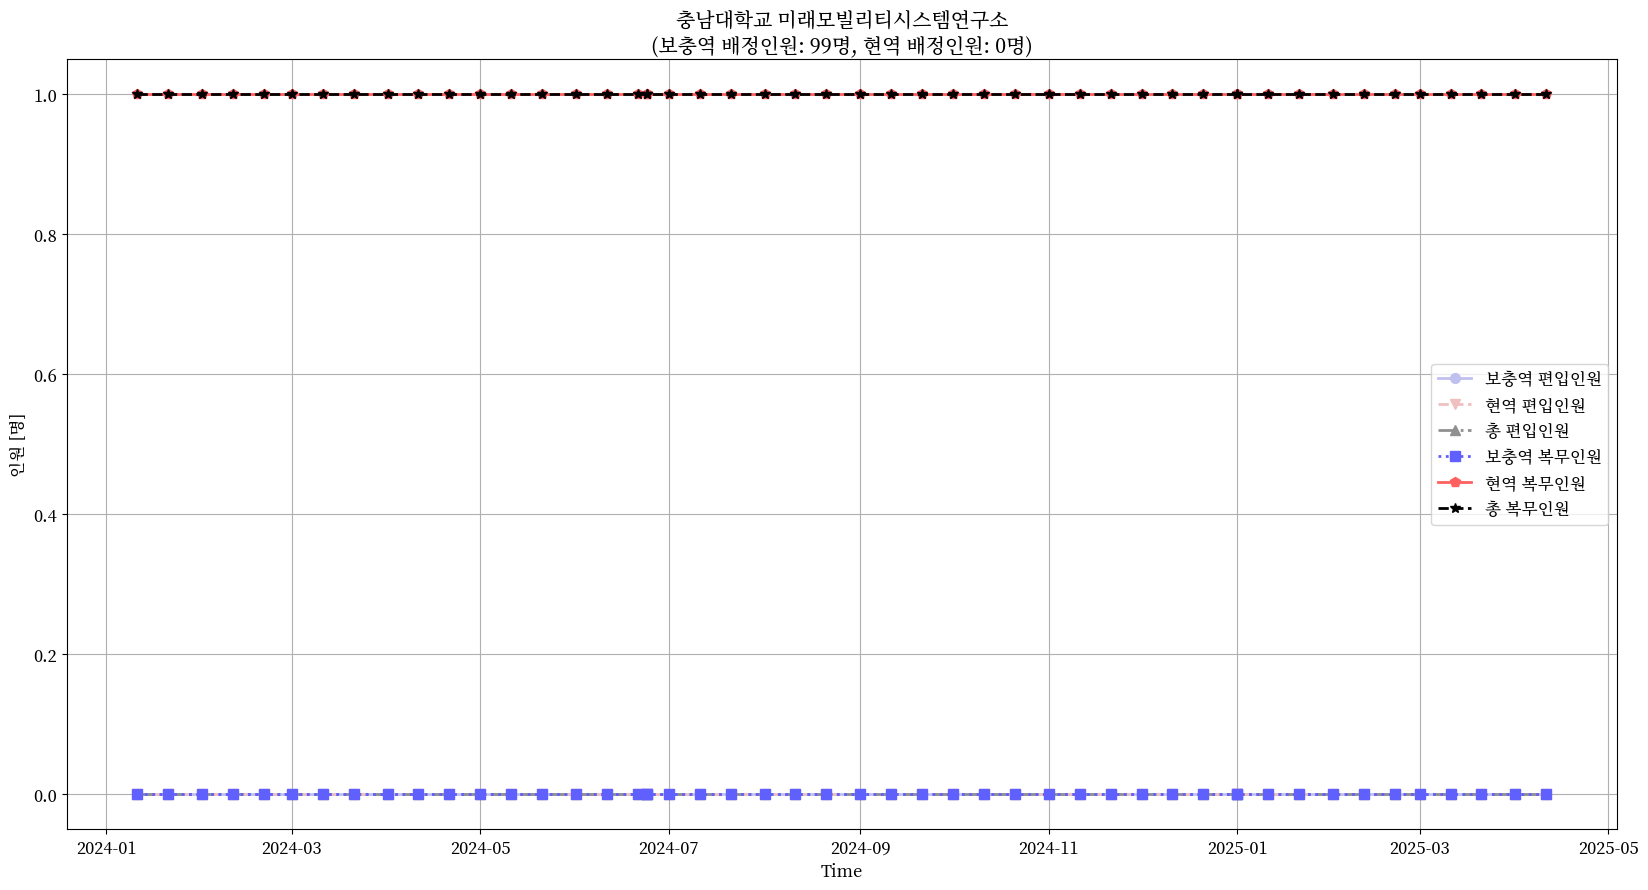 충남대학교 미래모빌리티시스템연구소
(보충역 배정인원: 99명, 현역 배정인원: 0명)
1.0
0.8
0.6
0.4
0.2
0.0
인원 [명]
보충역 편입인원
현역 편입인원
총 편입인원
보충역 복무인원
현역 복무인원
총 복무인원
2024-01
2024-03
2024-05
2024-07
2024-09
2024-11
2025-01
2025-03
2025-05
Time